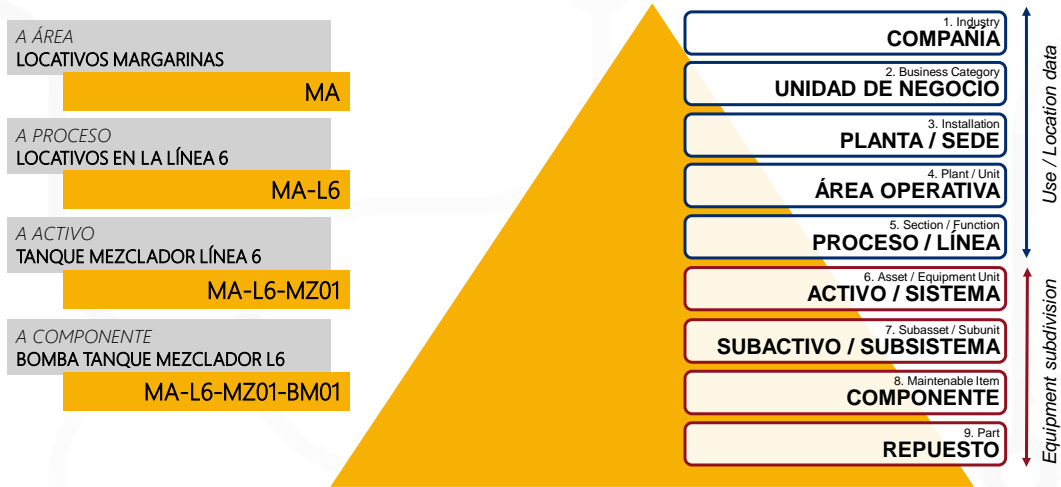 A ÁREA
LOCATIVOS MARGARINAS
MA
A PROCESO
LOCATIVOS EN LA LÍNEA 6
MA-L6
A ACTIVO
TANQUE MEZCLADOR LÍNEA 6
MA-L6-MZ01
A COMPONENTE
BOMBA TANQUE MEZCLADOR L6
MA-L6-MZ01-BM01
1. Industry
COMPAÑÍA
2. Business Category
UNIDAD DE NEGOCIO
3. Installation
PLANTA / SEDE
4. Plant / Unit
ÁREA OPERATIVA
5. Section / Function
PROCESO / LÍNEA
6. Asset / Equipment Unit
ACTIVO / SISTEMA
7. Subasset / Subunit
SUBACTIVO / SUBSISTEMA
8. Maintenable Item
COMPONENTE
9. Part
REPUESTO
Use / Location data
Equipment subdivision